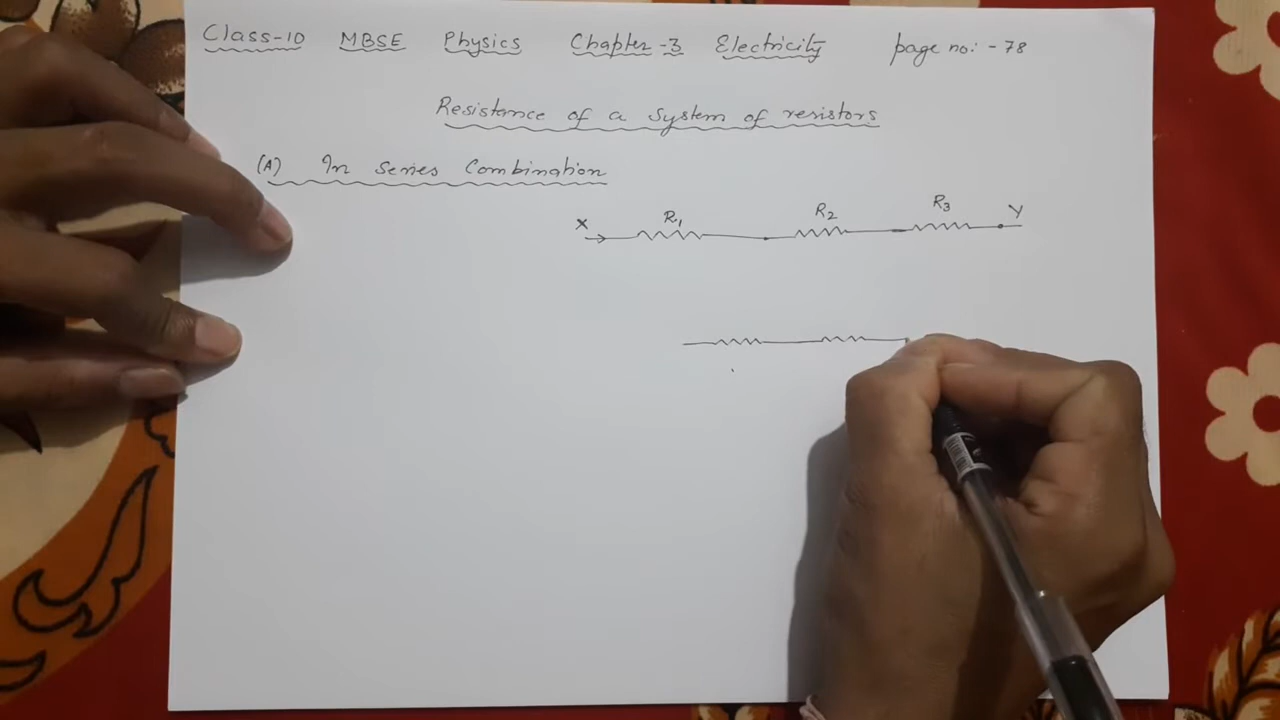 Class-10 MBSE Physics Chapter-3 Electricity page no: - 78
Resistance of a System of resistors
(A) In Series Combination
X R1 R2 R3 Y